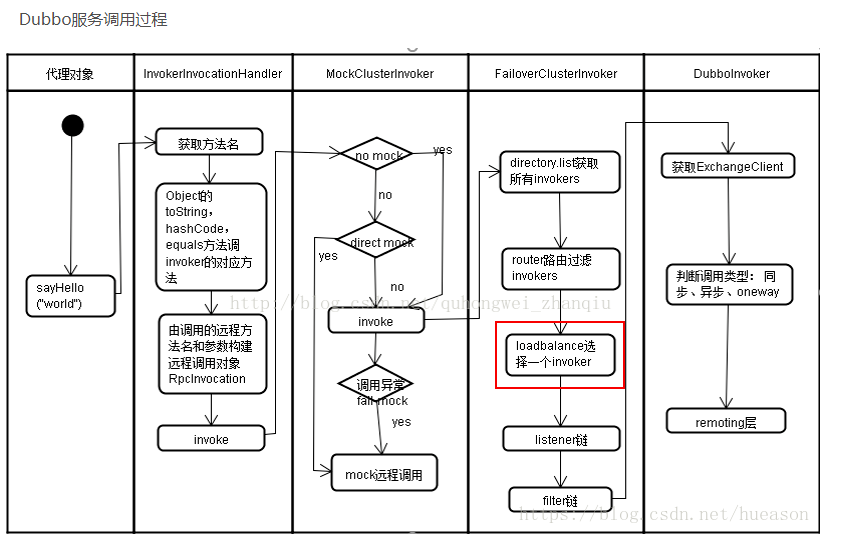 Dubbo服务调用过程
代理对象
InvokerInvocationHandler
MockClusterInvoker
FailoverClusterInvoker
DubboInvoker
sayHello
("world")
获取方法名
Object的
toString，
hashCode，
equals方法调
invoker的对应方
法
由调用的远程方
法名和参数构建
远程调用对象
RpcInvocation
invoke
no mock
yes
no
direct mock
yes
no
invoke
调用异常
fail-mock
yes
mock远程调用
directory.list获取
所有invokers
router路由过滤
invokers
loadbalance选
择一个invoker
listener链
filter链
获取ExchangeClient
判断调用类型： 同
步、异步、oneway
remoting层
http://blog.csdn.net/quhongwei_zhanqiu
https://blog.csdn.net/hueason